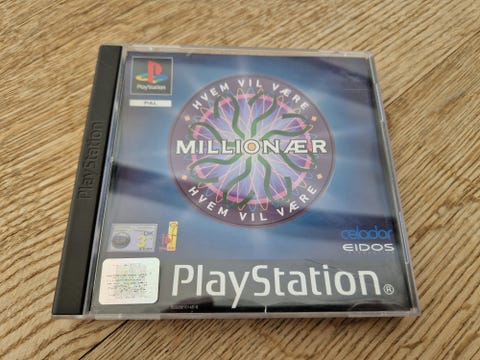 PlayStation
PlayStation
PAL
HVEM VIL VÆRE
MILLIONÆR
HVEM VIL VÆRE
celador
EIDOS
PlayStation®